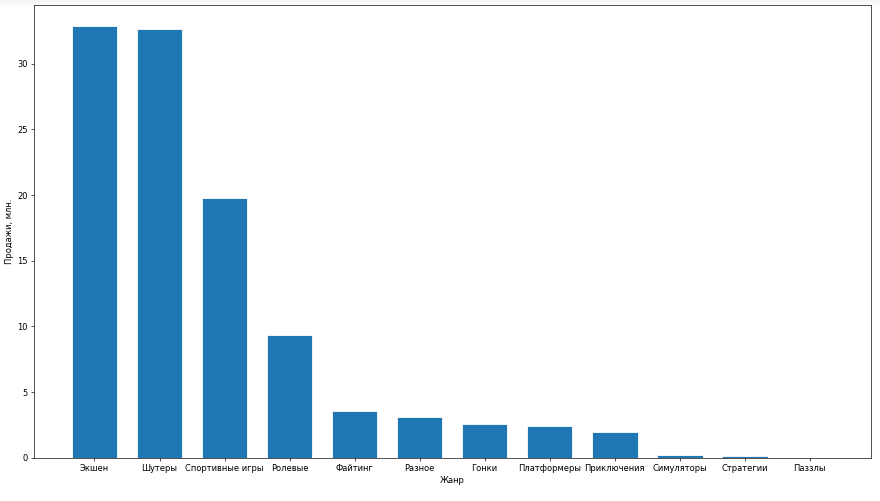 30
25
20
15
10
5
0
Продажи, млн.
Экшен Шутеры Спортивные игры Ролевые Файтинг Разное Гонки Платформеры Приключения Симуляторы Стратегии Паззлы
Жанр